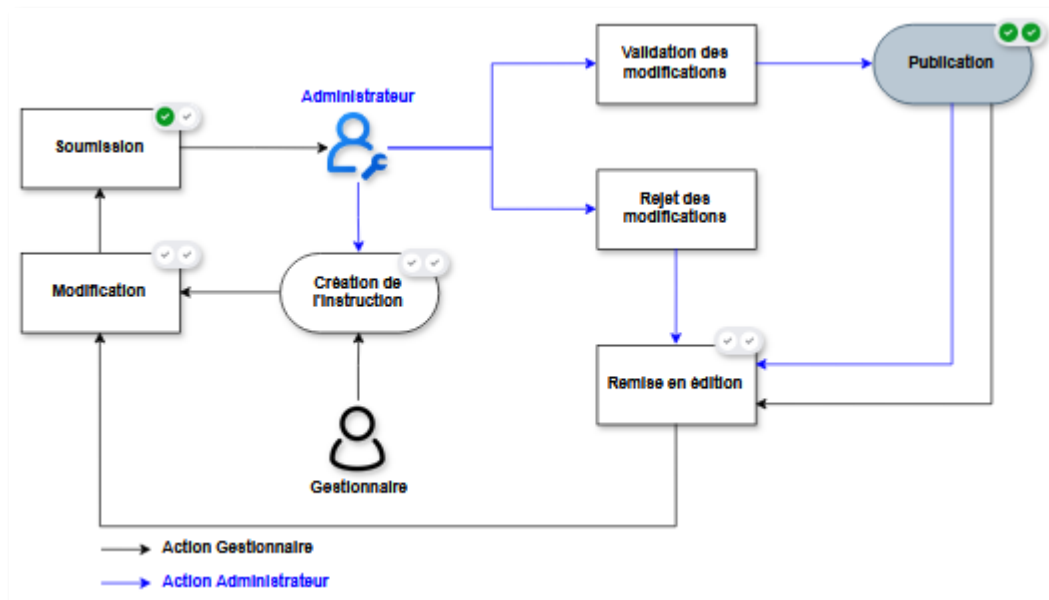 Validation des
modifications
Publication
Administrateur
Soumission
Rejet des
modifications
Modification
Création de
l'instruction
Remise en édition
Gestionnaire
Action Gestionnaire
Action Administrateur